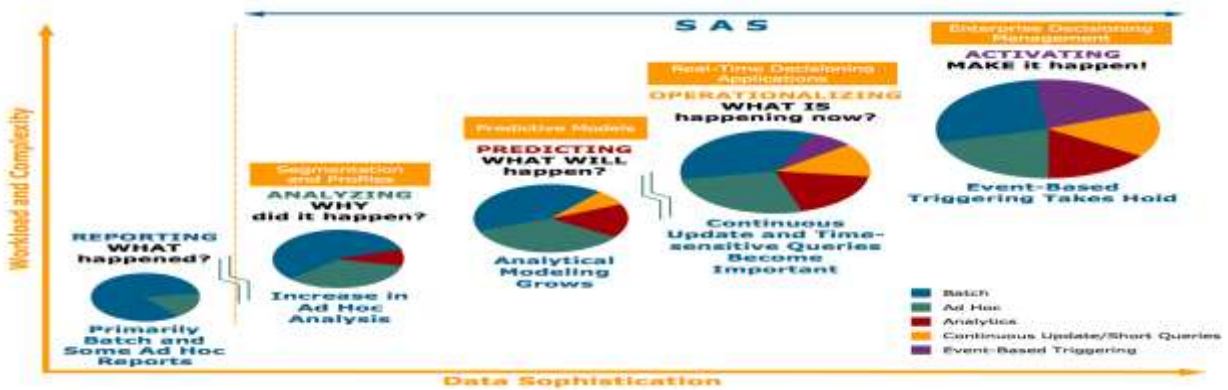 SAS
Workload and Complexity
REPORTING
WHAT
happened?
Primarily
Batch and
Some Ad Hoc
Reports
Segmentation
and Profiles
ANALYZING
WHY
did it happen?
Increase in
Ad Hoc
Analysis
Predictive Models
PREDICTING
WHAT WILL
happen?
Analytical
Modeling
Grows
Real-Time Decisioning
Applications
OPERATIONALIZING
WHAT IS
happening now?
Continuous
Update and Time-
sensitive Queries
Become
Important
Enterprise Decisioning
Management
ACTIVATING
MAKE it happen!
Event-Based
Triggering Takes Hold
Batch
Ad Hoc
Analytics
Continuous Update/Short Queries
Event-Based Triggering
Data Sophistication